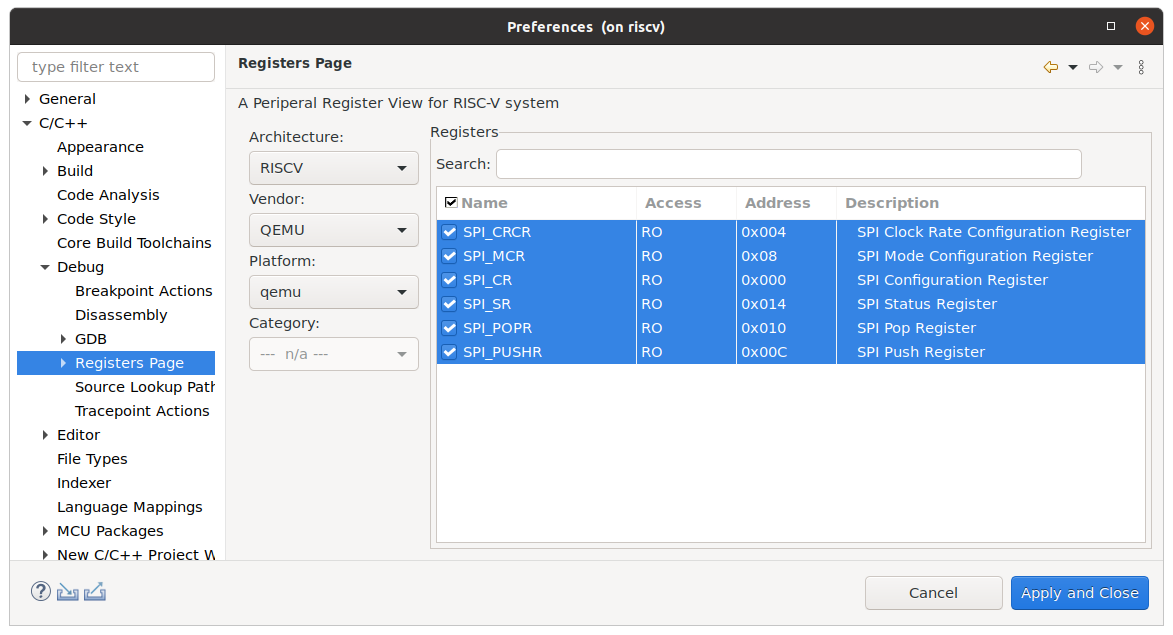 Preferences (on riscv)
type filter text
General
C/C++
Appearance
Build
Code Analysis
Code Style
Core Build Toolchains
Debug
Breakpoint Actions
Disassembly
GDB
Registers Page
Source Lookup Path
Tracepoint Actions
Editor
File Types
Indexer
Language Mappings
MCU Packages
New C/C++ Project W
Registers Page
A Periperal Register View for RISC-V system
Architecture:
RISCV
Vendor:
QEMU
Platform:
qemu
Category:
--- n/a ---
Registers
Search:
Name Access Address Description
SPI_CRCR RO 0x004 SPI Clock Rate Configuration Register
SPI_MCR RO 0x08 SPI Mode Configuration Register
SPI_CR RO 0x000 SPI Configuration Register
SPI_SR RO 0x014 SPI Status Register
SPI_POPR RO 0x010 SPI Pop Register
SPI_PUSHR RO 0x00C SPI Push Register
?
Cancel Apply and Close